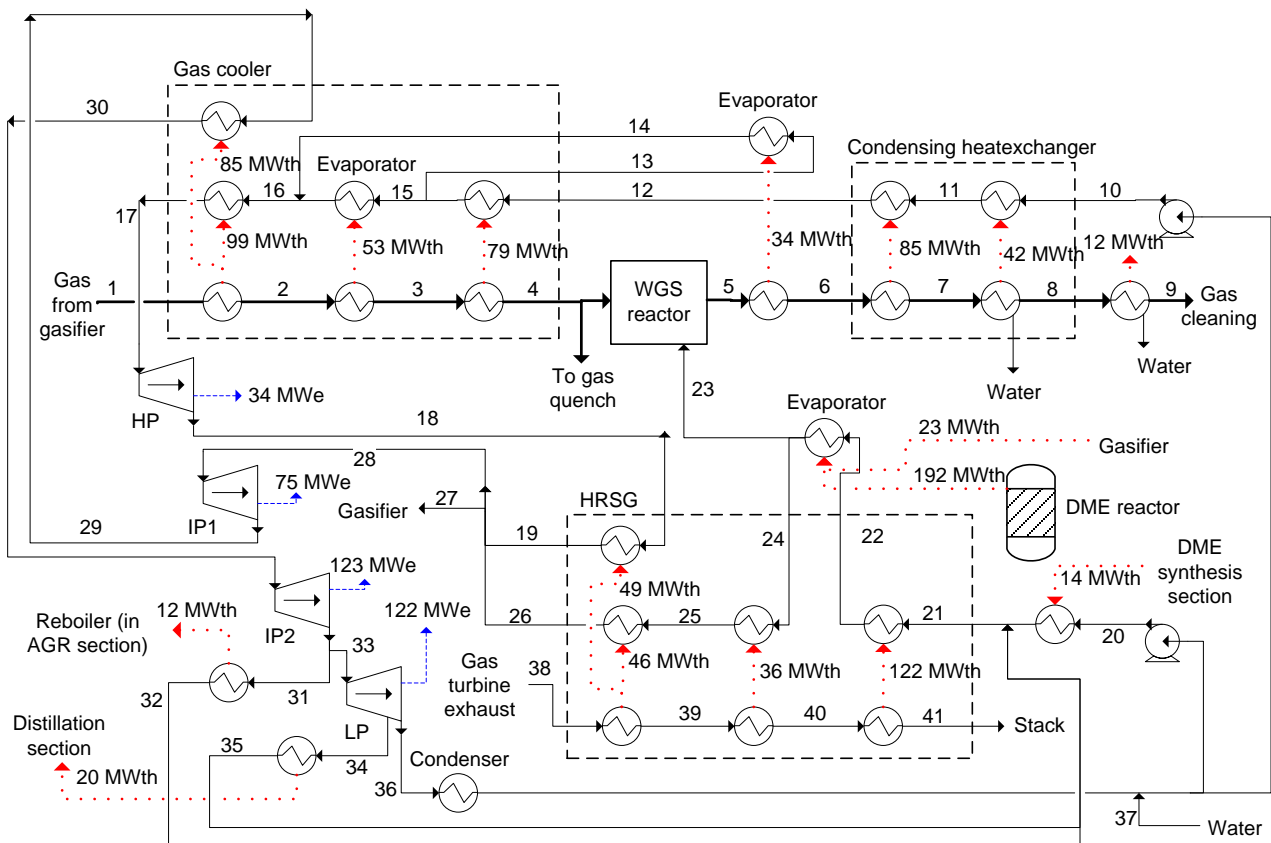 Gas cooler
30
Evaporator
14
85 MWth
Evaporator
13
Condensing heatexchanger
16
15
12
11
10
17
99 MWth
53 MWth
79 MWth
34 MWth
85 MWth
42 MWth
12 MWth
1
2
3
4
5
6
7
8
9
Gas
from
gasifier
WGS
reactor
Gas
cleaning
To gas
quench
Water
Water
23
34 MWe
HP
18
Evaporator
23 MWth
Gasifier
28
75 MWe
192 MWth
IP1
27
Gasifier
HRSG
DME reactor
29
19
24
22
123 MWe
49 MWth
DME
synthesis
section
14 MWth
Reboiler (in
AGR section)
12 MWth
122 MWe
26
25
21
20
IP2
33
46 MWth
36 MWth
122 MWth
32
31
Gas
turbine
exhaust
38
39
40
41
Stack
Distillation
section
LP
35
34
Condenser
20 MWth
36
37
Water